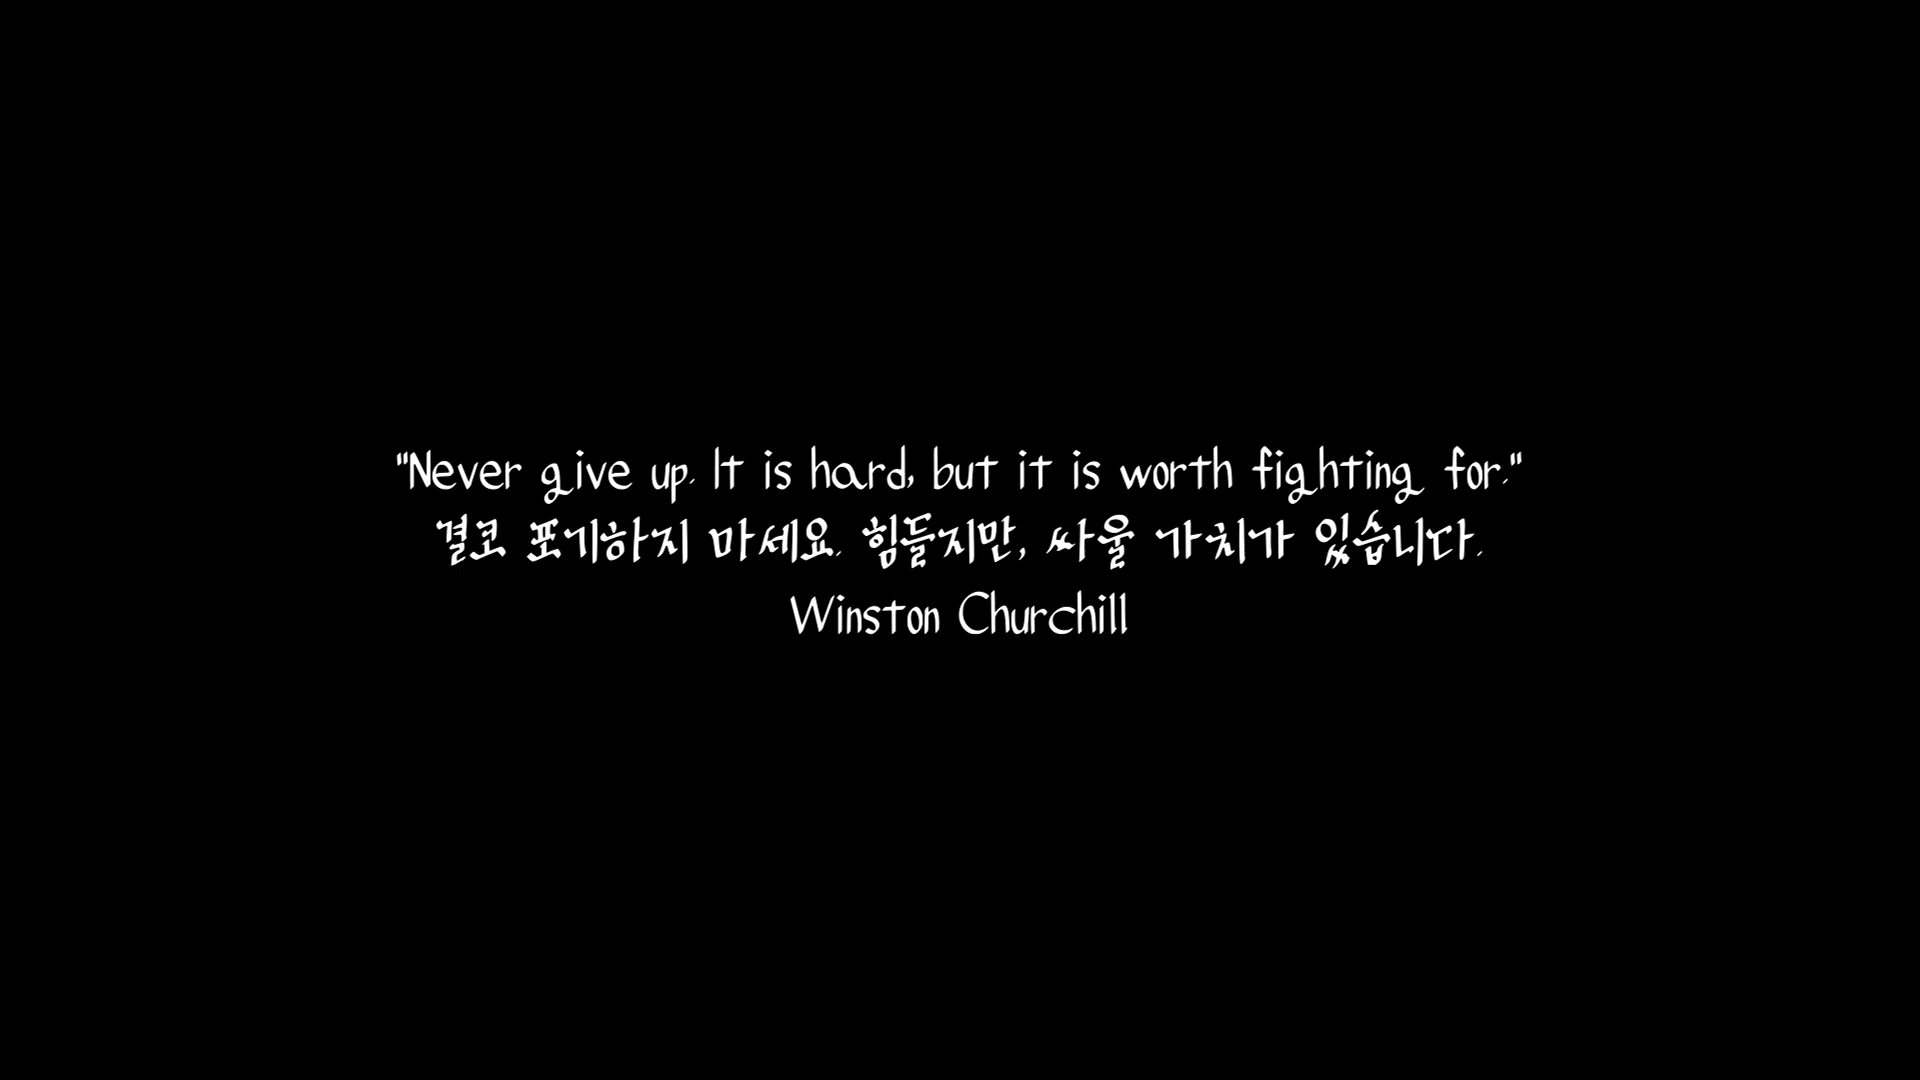 "Never give up. It is hard, but it is worth fighting for."
결코 포기하지 마세요. 힘들지만, 싸울 가치가 있습니다.
Winston Churchill